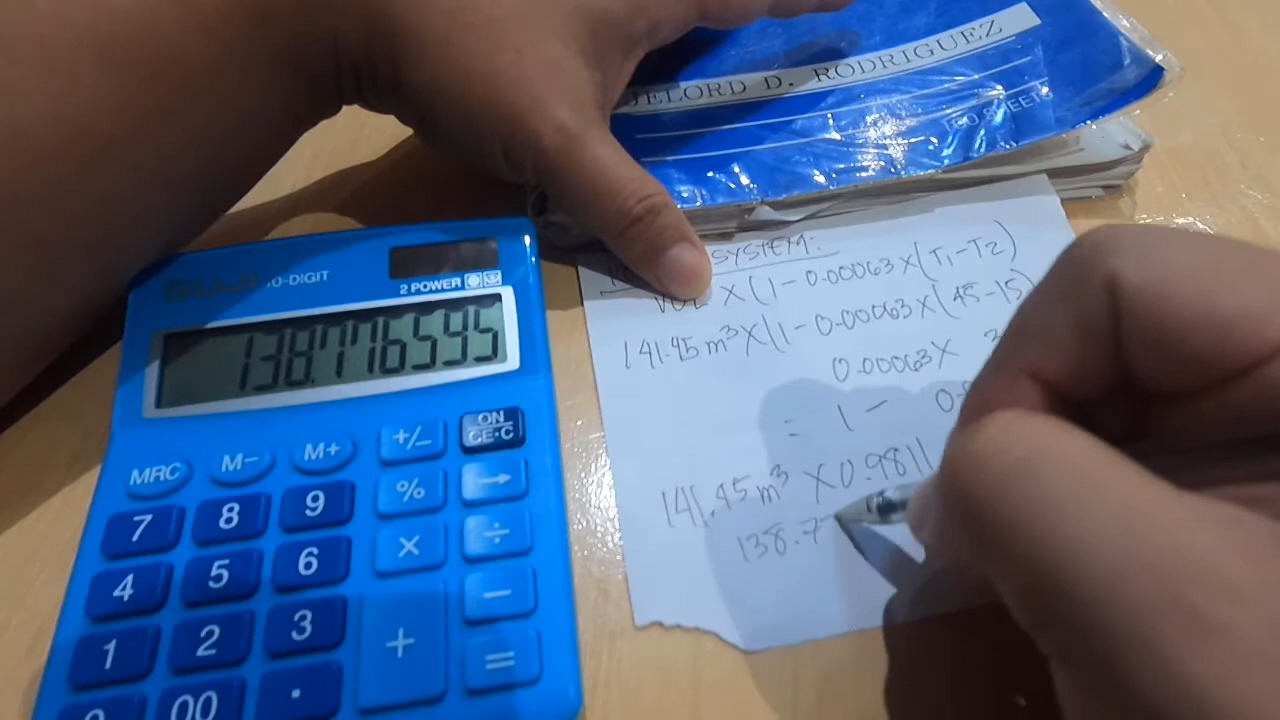 JELORD D. RODRIGUEZ
150 SHEETS
SYSTEM:
VOL X (1 - 0.00063 X (T1 - T2)
141.45 m³ X (1 - 0.00063 X (45 - 15)
0.00063 X
= 1 -
141.45 m³ X 0.9811
138.7
10-DIGIT
2 POWER
138.776595
ON
CE·C
MRC M- M+ +/-
7 8 9 % →
4 5 6 × ÷
1 2 3 + −
0 00 · =